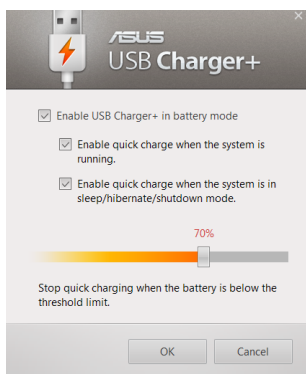 ASUS
USB Charger+
Enable USB Charger+ in battery mode
Enable quick charge when the system is
running.
Enable quick charge when the system is in
sleep/hibernate/shutdown mode.
70%
Stop quick charging when the battery is below the
threshold limit.
OK Cancel